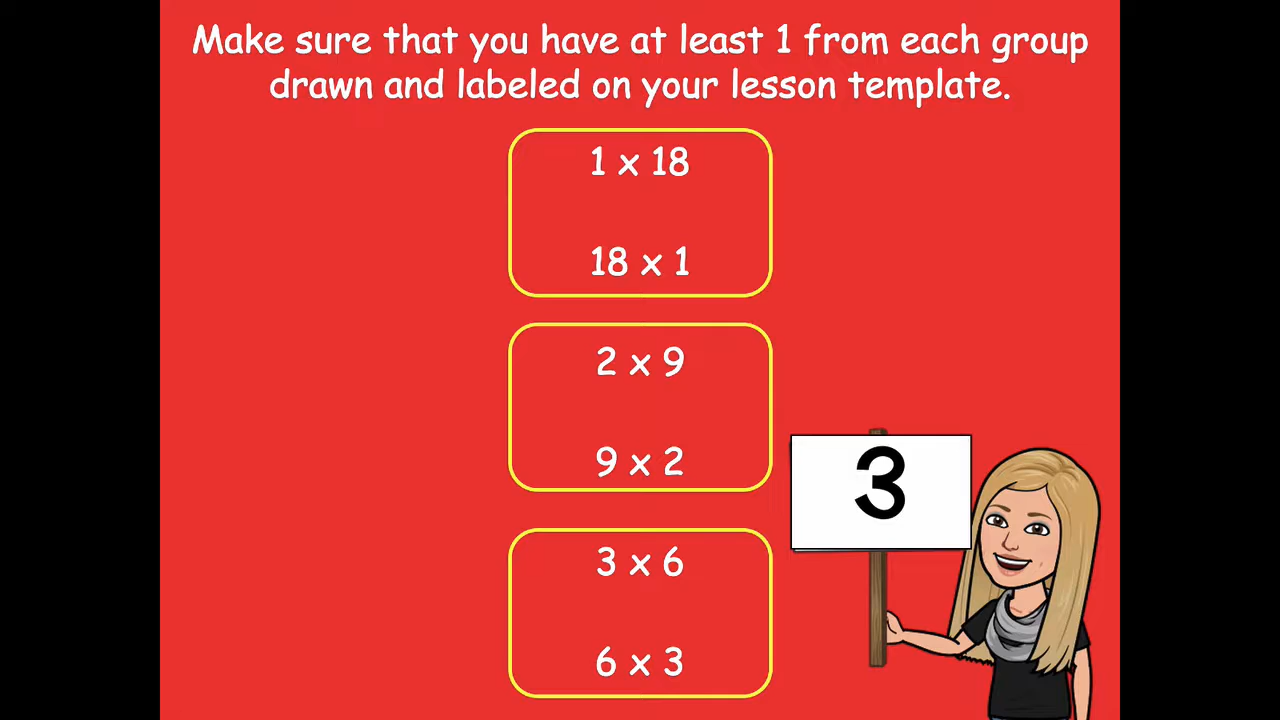 Make sure that you have at least 1 from each group
drawn and labeled on your lesson template.
1 x 18
18 x 1
2 x 9
9 x 2
3
3 x 6
6 x 3